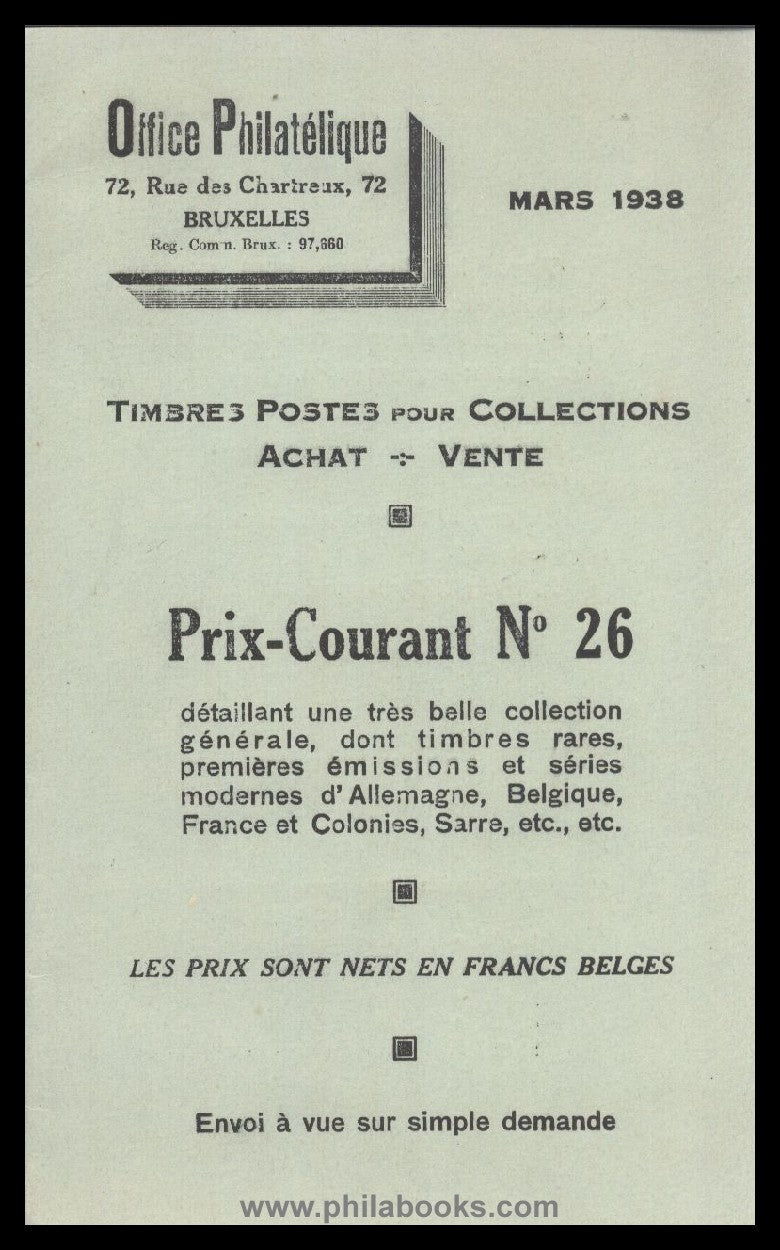 Office Philatélique
72, Rue des Chartreux, 72
BRUXELLES
Reg. Comm. Brux. : 97,660
MARS 1938
TIMBRES POSTES POUR COLLECTIONS
ACHAT -:- VENTE
Prix-Courant Nº 26
détaillant une très belle collection
générale, dont timbres rares,
premières émissions et séries
modernes d'Allemagne, Belgique,
France et Colonies, Sarre, etc., etc.
LES PRIX SONT NETS EN FRANCS BELGES
Envoi à vue sur simple demande
www.philabooks.com